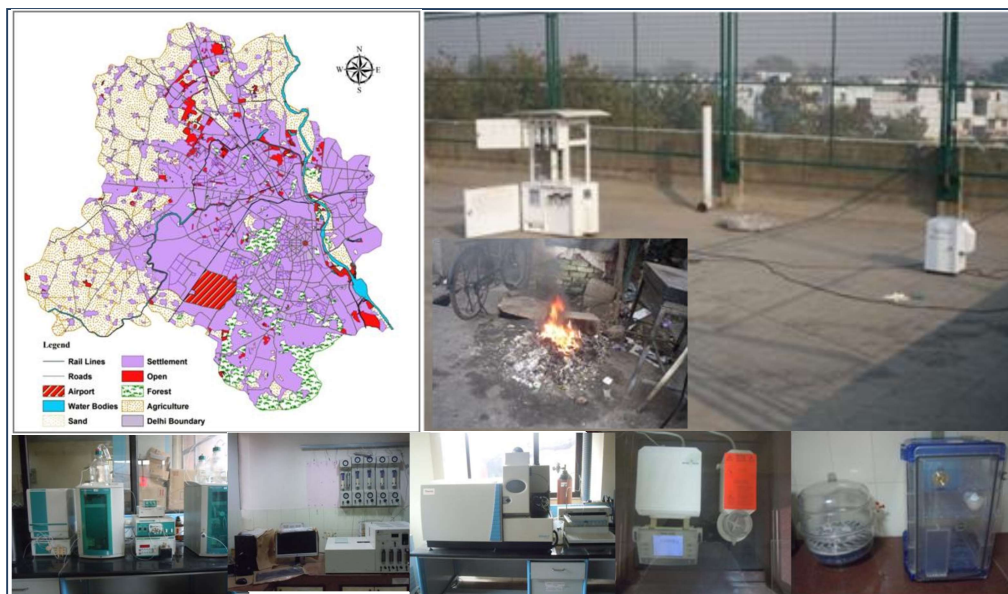 N
W E
S
Legend
Rail Lines Settlement
Roads Open
Airport Forest
Water Bodies Agriculture
Sand Delhi Boundary